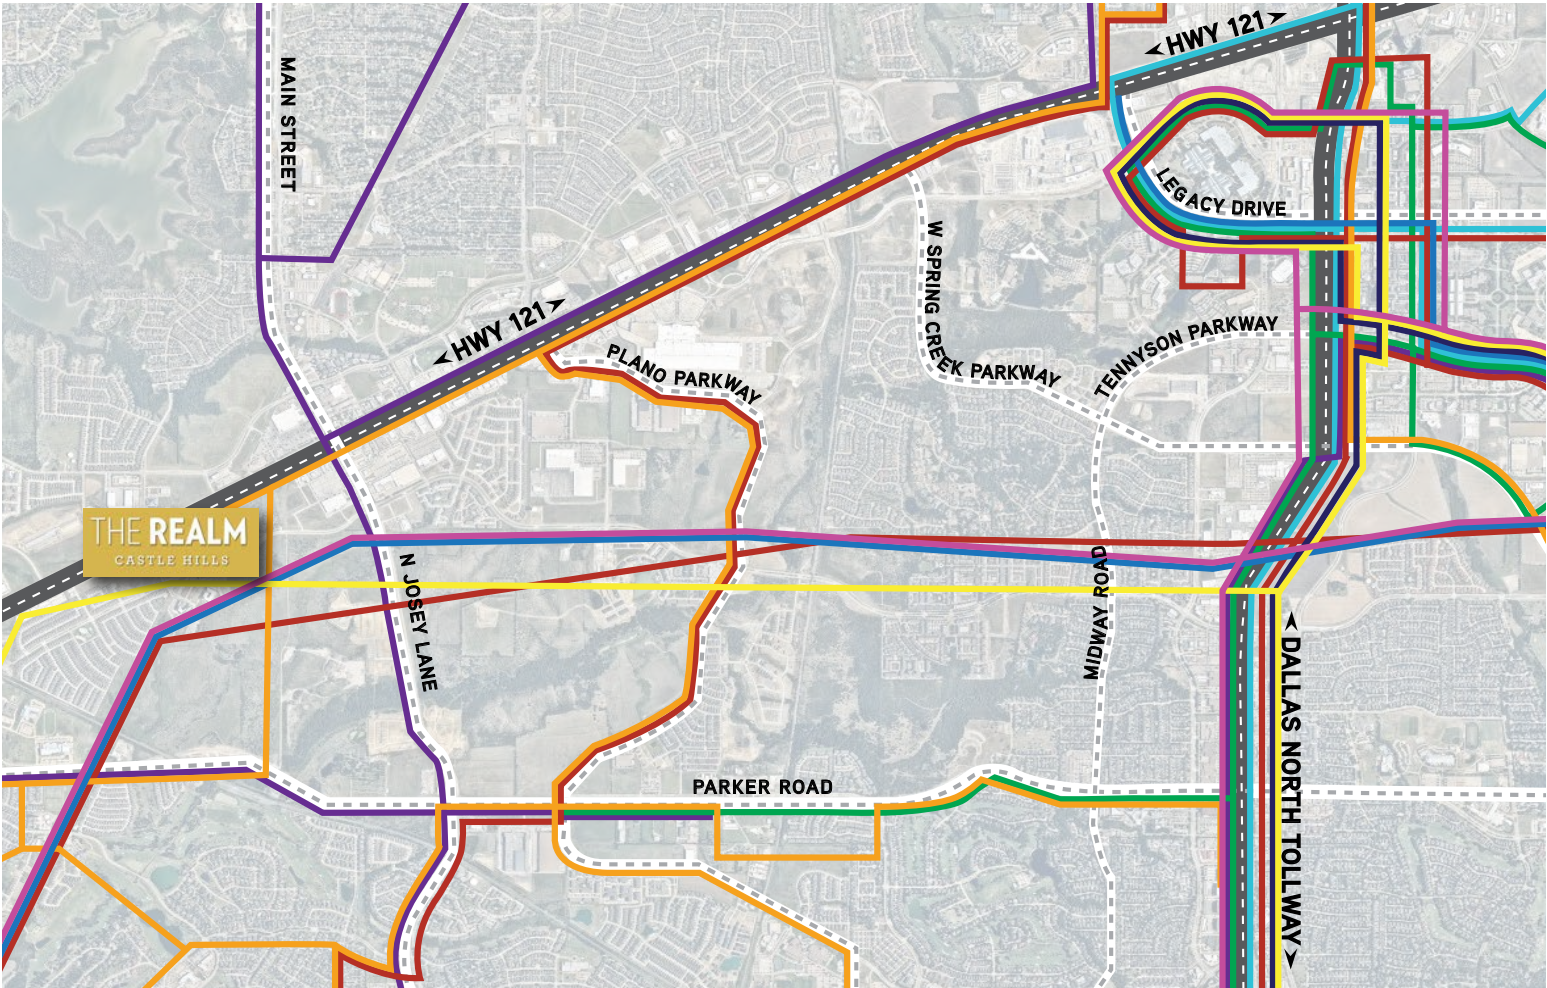 HWY 121
MAIN STREET
LEGACY DRIVE
W SPRING CREEK PARKWAY
HWY 121
TENNYSON PARKWAY
PLANO PARKWAY
THE REALM
CASTLE HILLS
N JOSEY LANE
MIDWAY ROAD
DALLAS NORTH TOLLWAY
PARKER ROAD